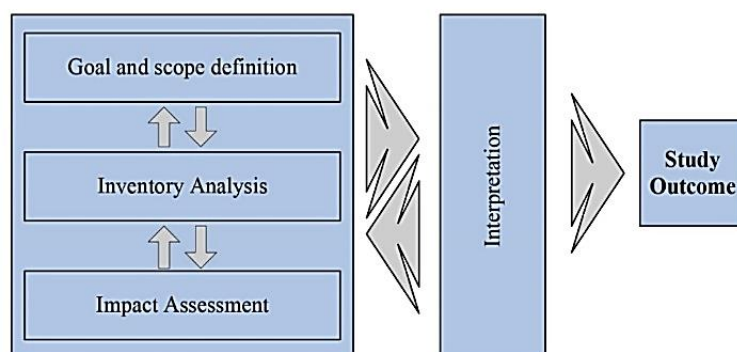 Goal and scope definition
Inventory Analysis
Impact Assessment
Interpretation
Study
Outcome